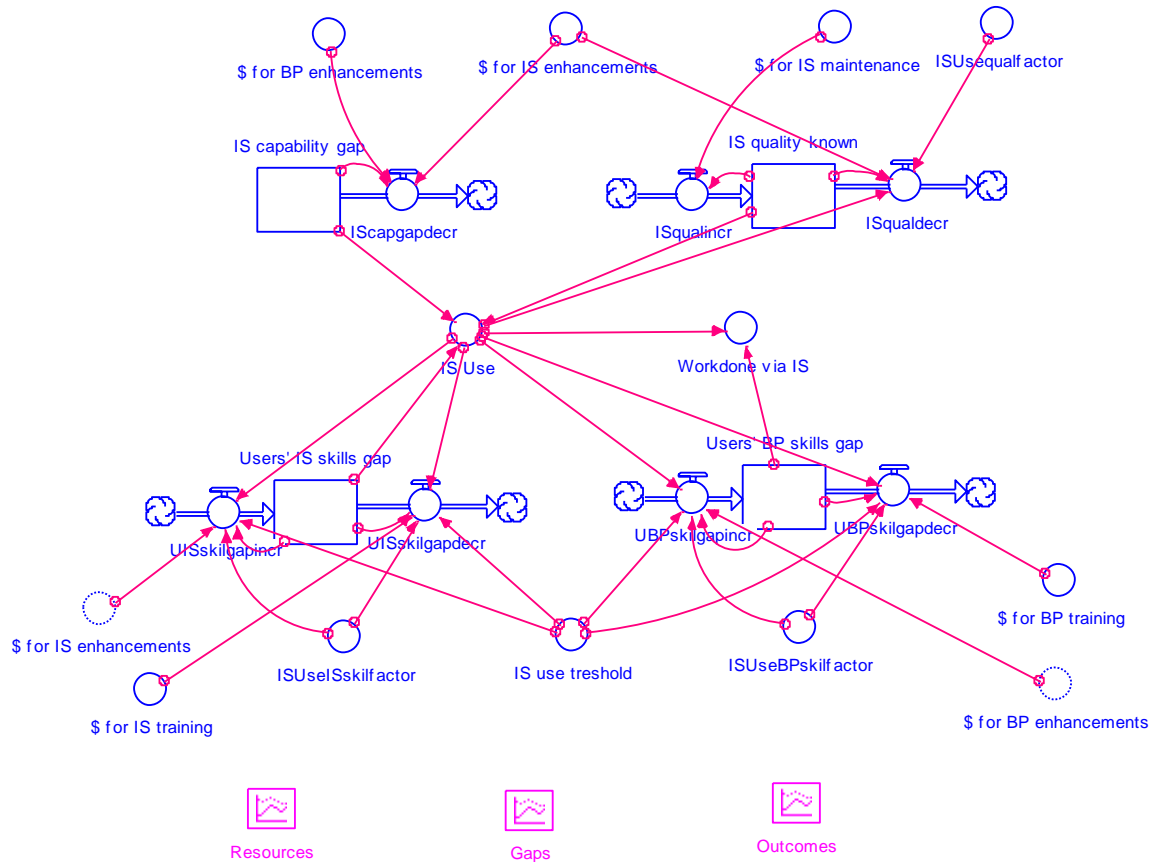 $ for BP enhancements
$ for IS enhancements
$ for IS maintenance
ISUsequalfactor
IS capability gap
IS quality known
IScapgapdecr
ISqualincr
ISqualdecr
IS Use
Workdone via IS
Users' IS skills gap
Users' BP skills gap
UISskilgapincr
UISskilgapdecr
UBPskilgapincr
UBPskilgapdecr
$ for IS enhancements
ISUseISskilfactor
IS use treshold
ISUseBPskilfactor
$ for BP training
$ for IS training
$ for BP enhancements
Resources
Gaps
Outcomes